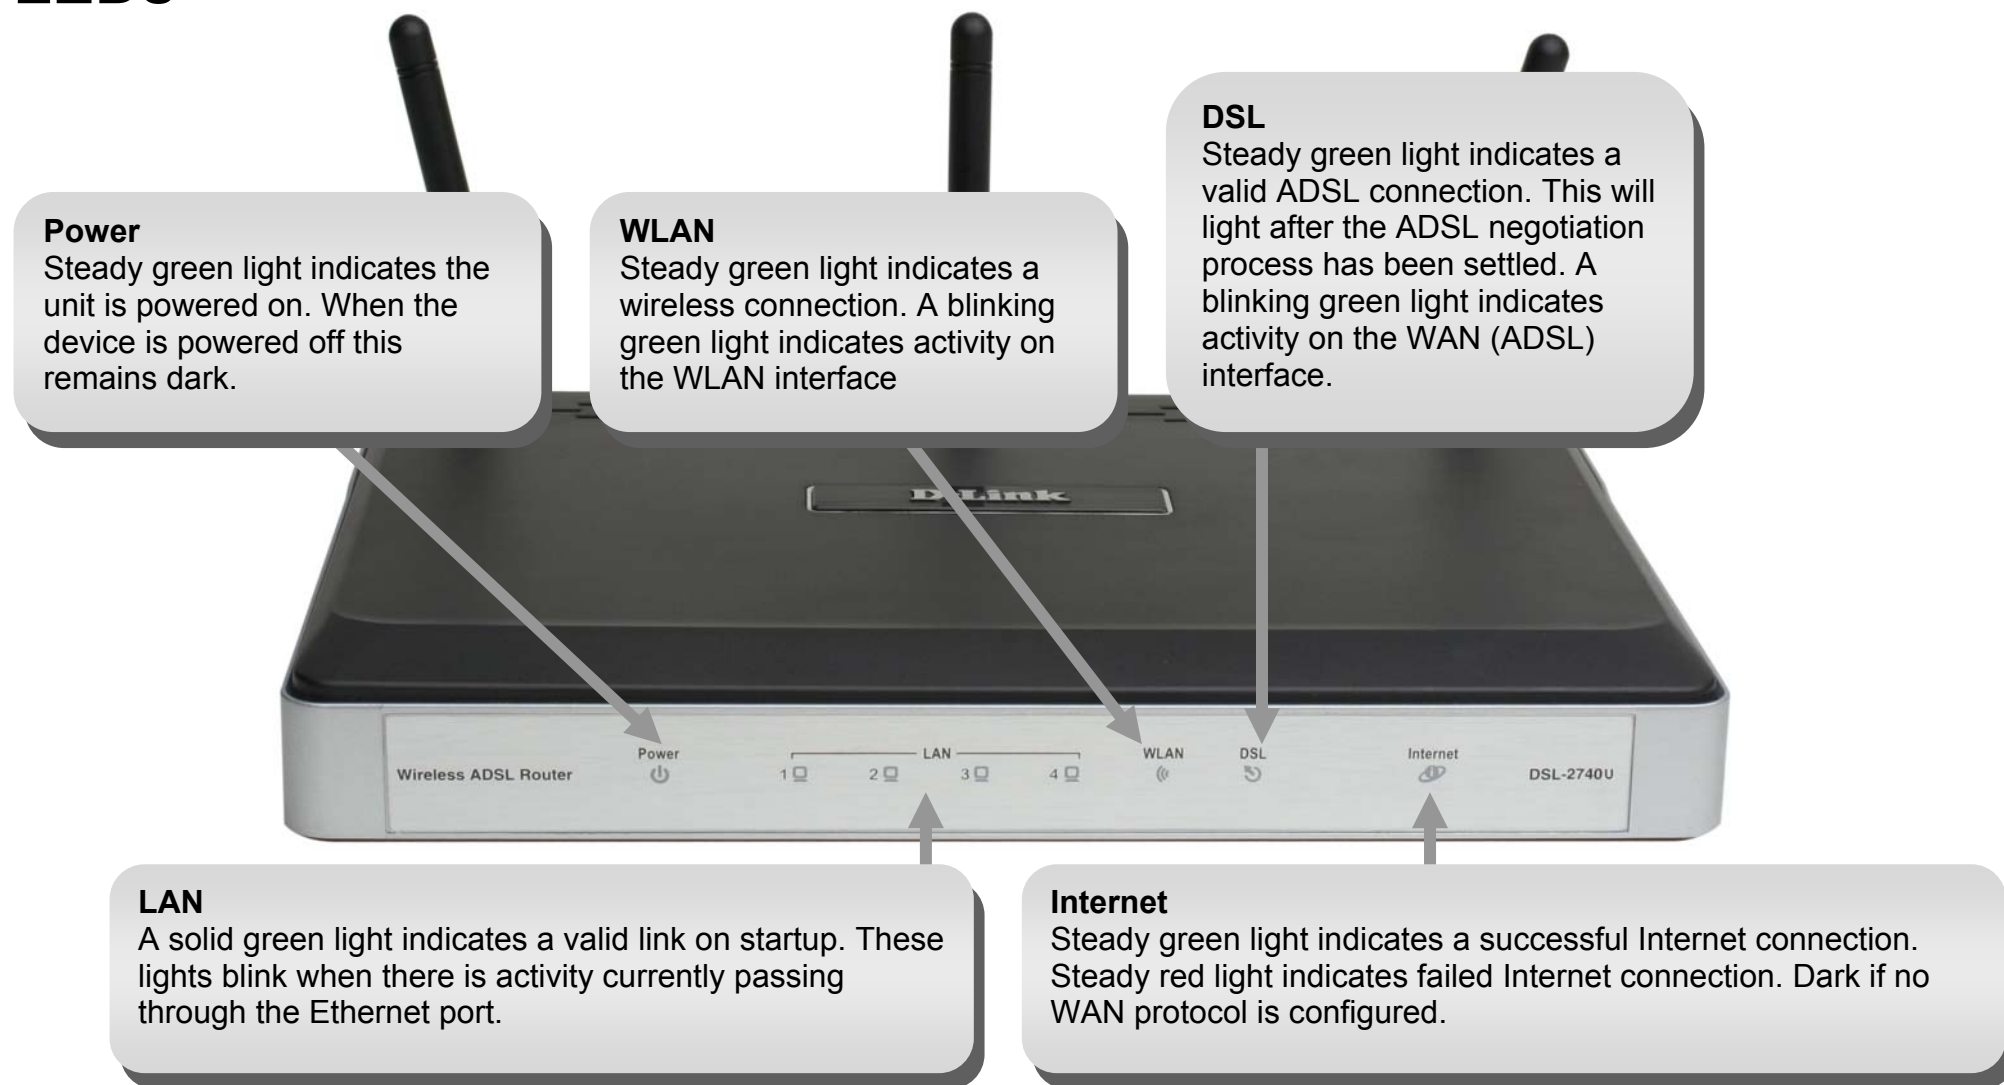 DSL
Steady green light indicates a
valid ADSL connection. This will
light after the ADSL negotiation
process has been settled. A
blinking green light indicates
activity on the WAN (ADSL)
interface.
Power
Steady green light indicates the
unit is powered on. When the
device is powered off this
remains dark.
WLAN
Steady green light indicates a
wireless connection. A blinking
green light indicates activity on
the WLAN interface
D-Link
Power
LAN
WLAN
DSL
Internet
Wireless ADSL Router
1
2
3
4
DSL-2740U
LAN
A solid green light indicates a valid link on startup. These
lights blink when there is activity currently passing
through the Ethernet port.
Internet
Steady green light indicates a successful Internet connection.
Steady red light indicates failed Internet connection. Dark if no
WAN protocol is configured.